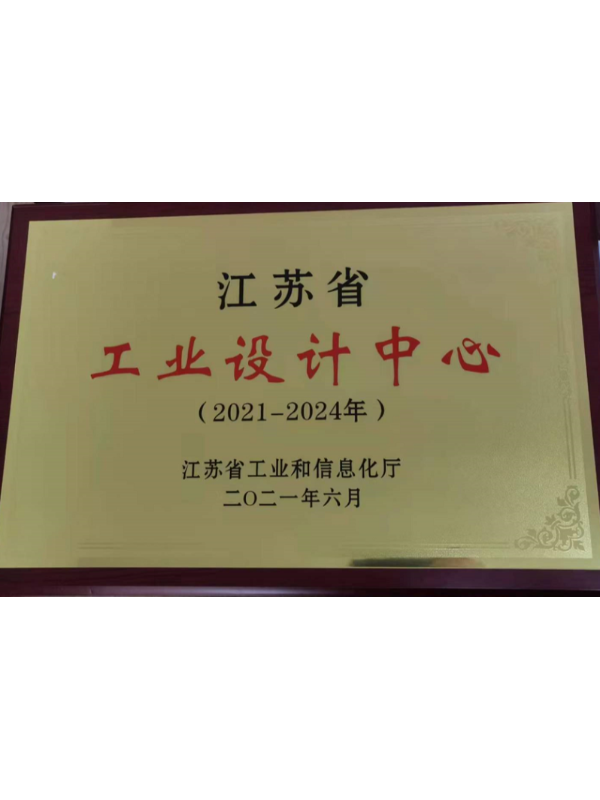 江苏省
工业设计中心
（2021-2024年）
江苏省工业和信息化厅
二〇二一年六月